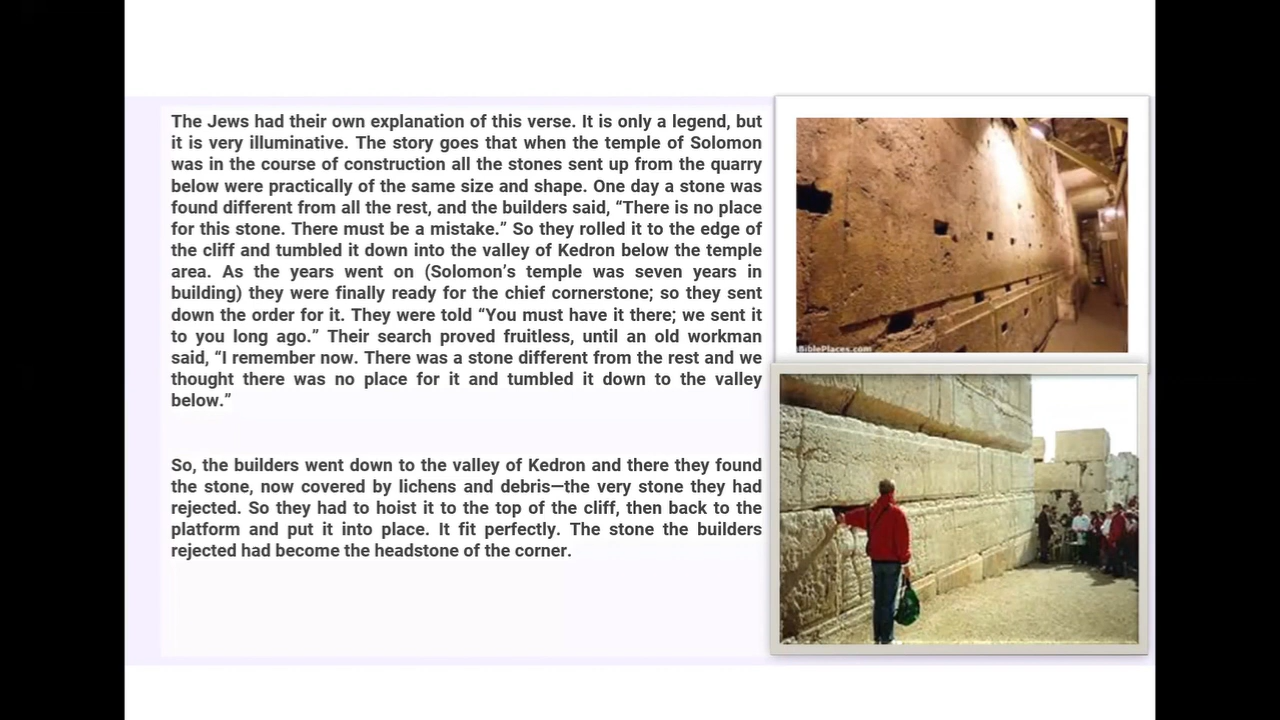 The Jews had their own explanation of this verse. It is only a legend, but
it is very illuminative. The story goes that when the temple of Solomon
was in the course of construction all the stones sent up from the quarry
below were practically of the same size and shape. One day a stone was
found different from all the rest, and the builders said, “There is no place
for this stone. There must be a mistake.” So they rolled it to the edge of
the cliff and tumbled it down into the valley of Kedron below the temple
area. As the years went on (Solomon’s temple was seven years in
building) they were finally ready for the chief cornerstone; so they sent
down the order for it. They were told “You must have it there; we sent it
to you long ago.” Their search proved fruitless, until an old workman
said, “I remember now. There was a stone different from the rest and we
thought there was no place for it and tumbled it down to the valley
below.”
So, the builders went down to the valley of Kedron and there they found
the stone, now covered by lichens and debris—the very stone they had
rejected. So they had to hoist it to the top of the cliff, then back to the
platform and put it into place. It fit perfectly. The stone the builders
rejected had become the headstone of the corner.
BiblePlaces.com